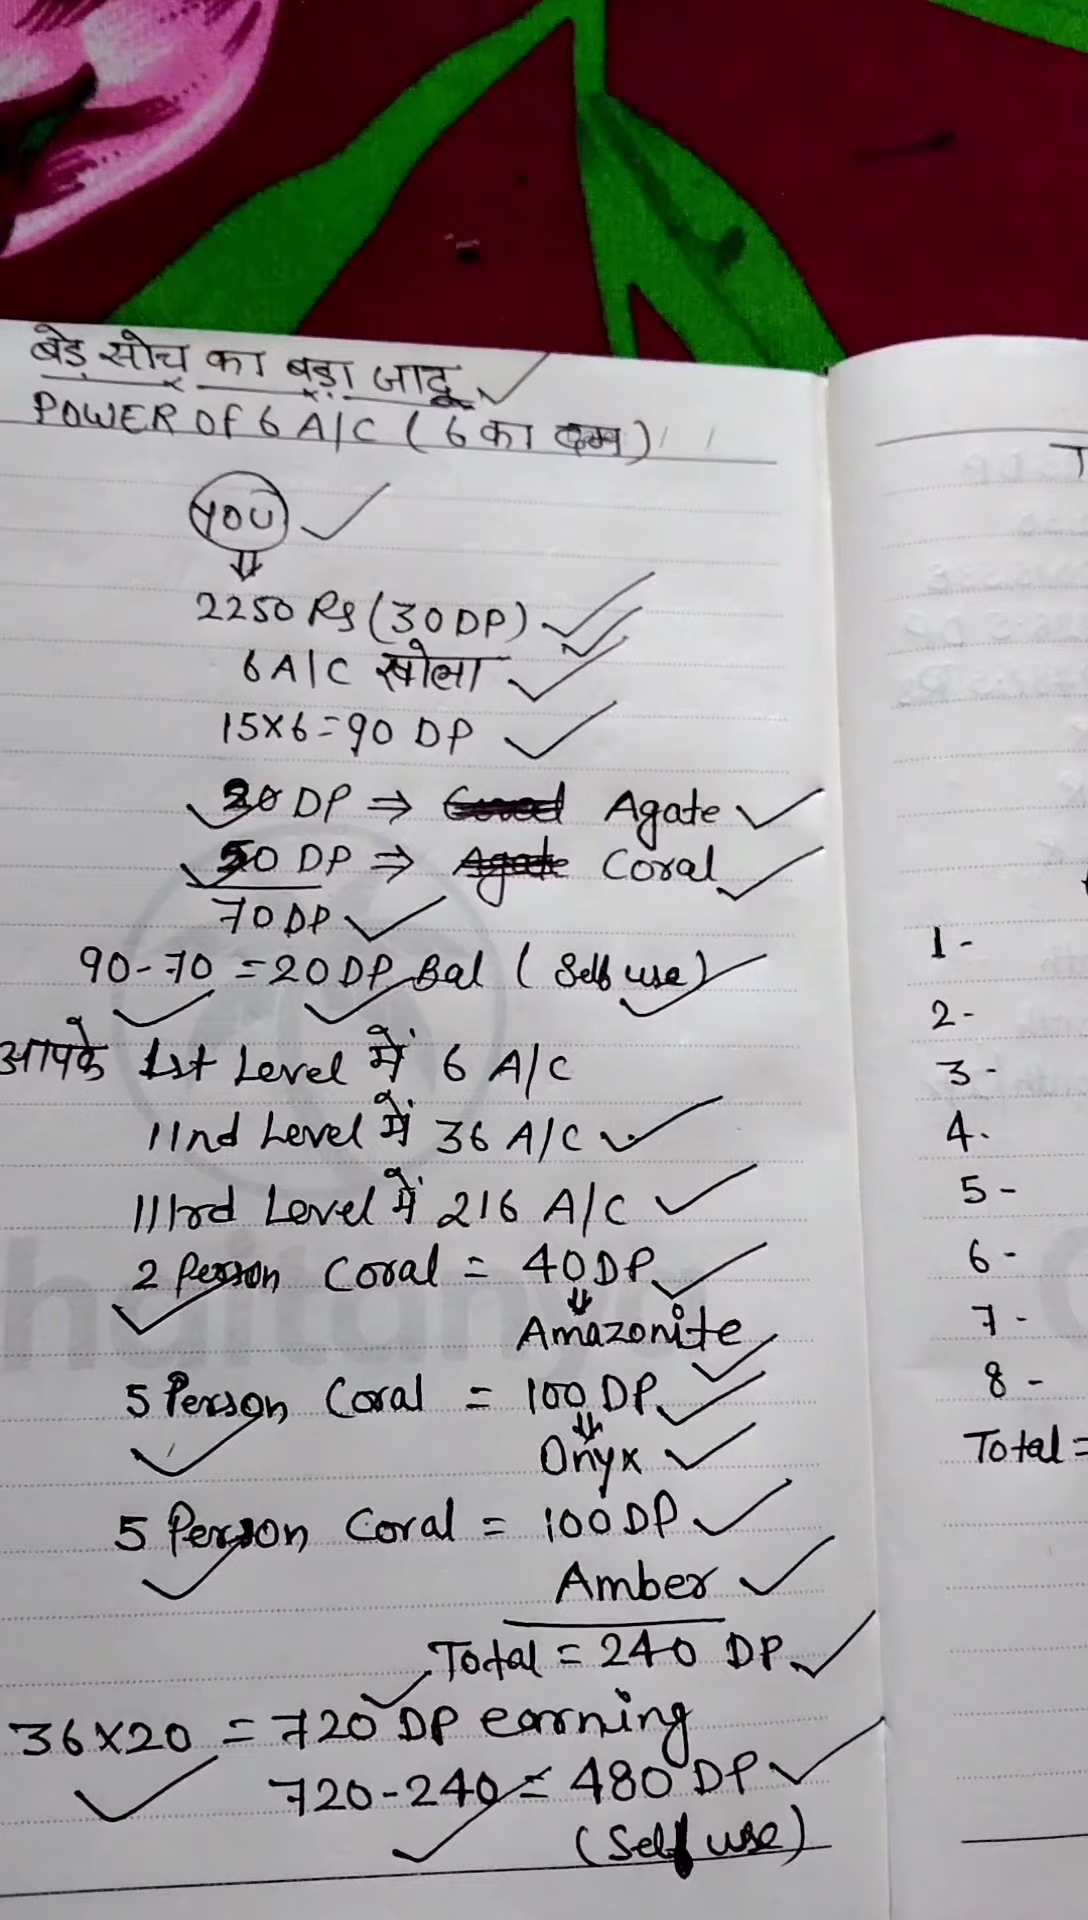 बड़े सोच का बड़ा जादू
POWER OF 6 A/C (6 का दम)
YOU
2250 Rs (30 DP)
6 A/C खोला
15x6=90 DP
20 DP ⇒ Agate
50 DP ⇒ Coral
70 DP
90-70 = 20 DP Bal (Self use)
आपके 1st Level में 6 A/C
IInd Level में 36 A/C
IIIrd Level में 216 A/C
2 Person Coral = 40 DP
Amazonite
5 Person Coral = 100 DP
Onyx
5 Person Coral = 100 DP
Amber
Total = 240 DP
36x20 = 720 DP earning
720-240 = 480 DP
(Self use)
1-
2-
3-
4.
5-
6-
7-
8-
Total=